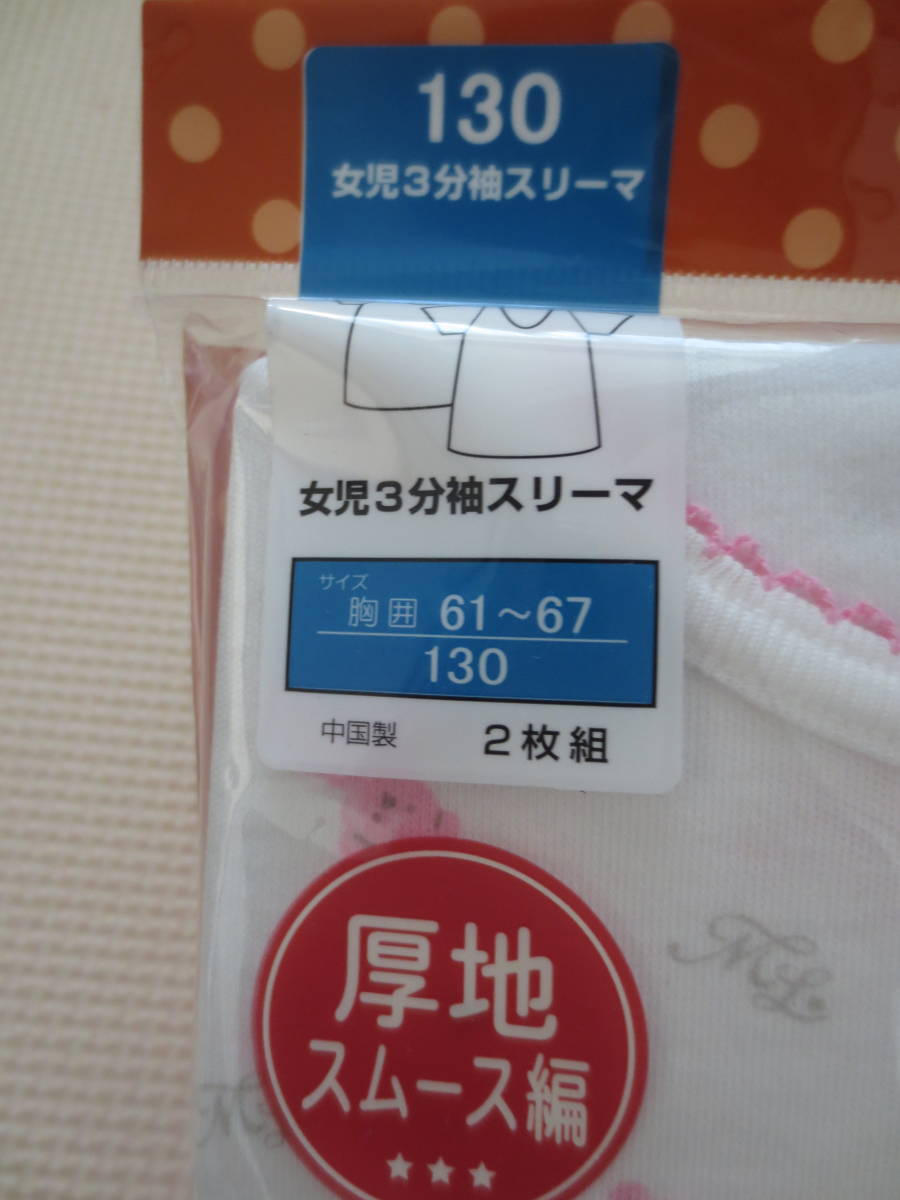 130
女児3分袖スリーマ
女児3分袖スリーマ
サイズ
胸囲 61～67
130
中国製 2枚組
厚地
スムース編
ML